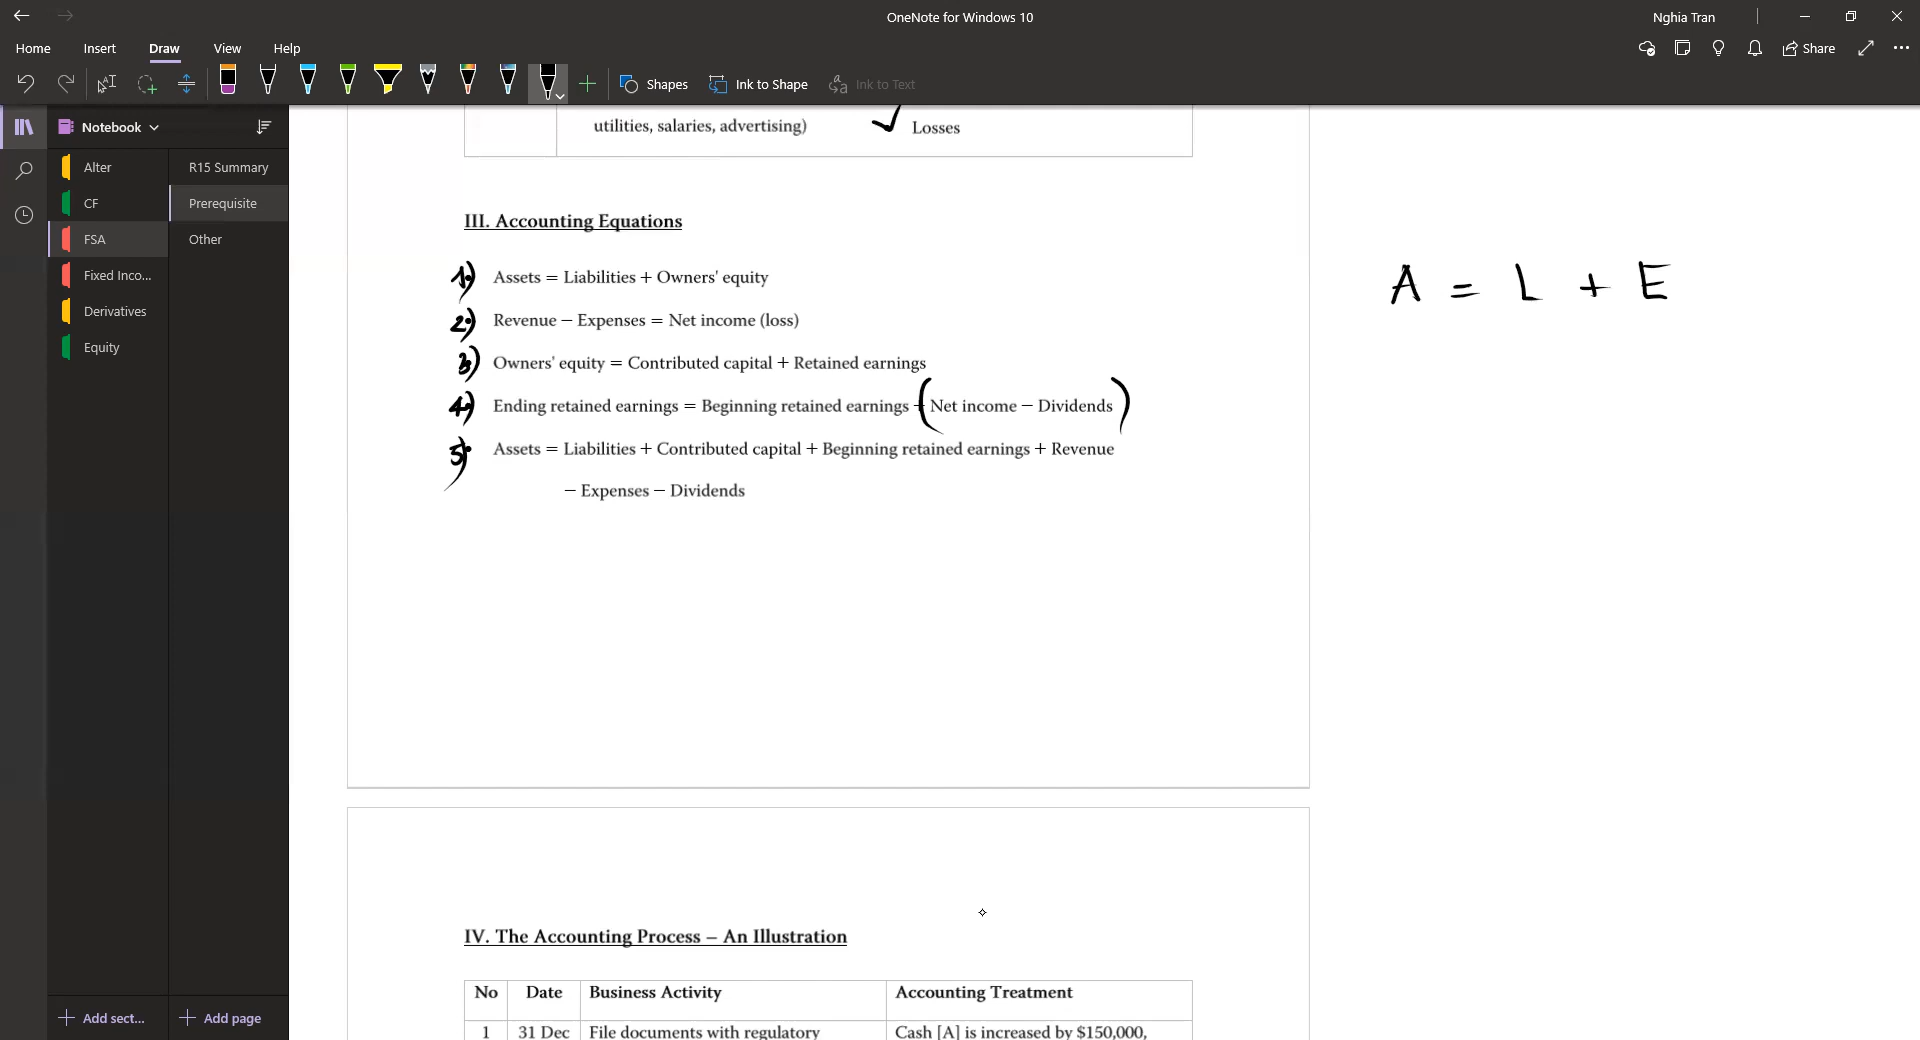 OneNote for Windows 10
Nghia Tran
Home Insert Draw View Help
Share
Shapes
Ink to Shape
Ink to Text
Notebook
Alter
CF
FSA
Fixed Inco...
Derivatives
Equity
R15 Summary
Prerequisite
Other
Add sect...
Add page
utilities, salaries, advertising)
Losses
III. Accounting Equations
1) Assets = Liabilities + Owners' equity
2) Revenue − Expenses = Net income (loss)
3) Owners' equity = Contributed capital + Retained earnings
4) Ending retained earnings = Beginning retained earnings + (Net income − Dividends)
5) Assets = Liabilities + Contributed capital + Beginning retained earnings + Revenue
− Expenses − Dividends
A = L + E
IV. The Accounting Process – An Illustration
No Date Business Activity Accounting Treatment
1 31 Dec File documents with regulatory Cash [A] is increased by $150,000,